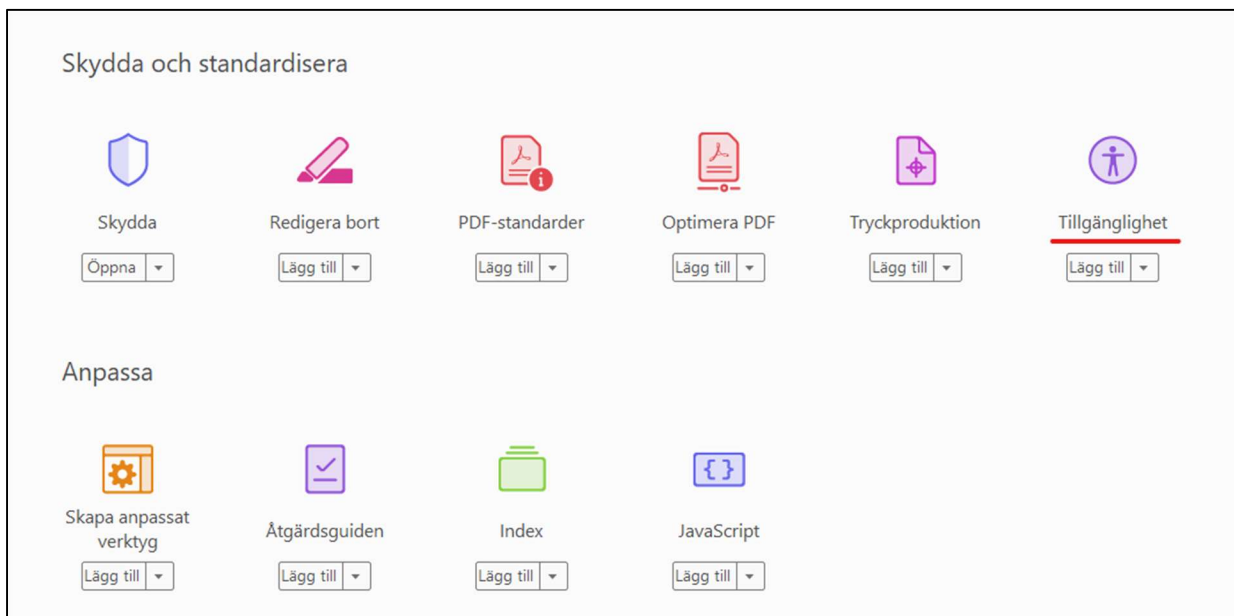 Skydda och standardisera
Skydda
Redigera bort
PDF-standarder
Optimera PDF
Tryckproduktion
Tillgänglighet
Öppna
Lägg till
Lägg till
Lägg till
Lägg till
Lägg till
Anpassa
Skapa anpassat
verktyg
Åtgärdsguiden
Index
JavaScript
Lägg till
Lägg till
Lägg till
Lägg till